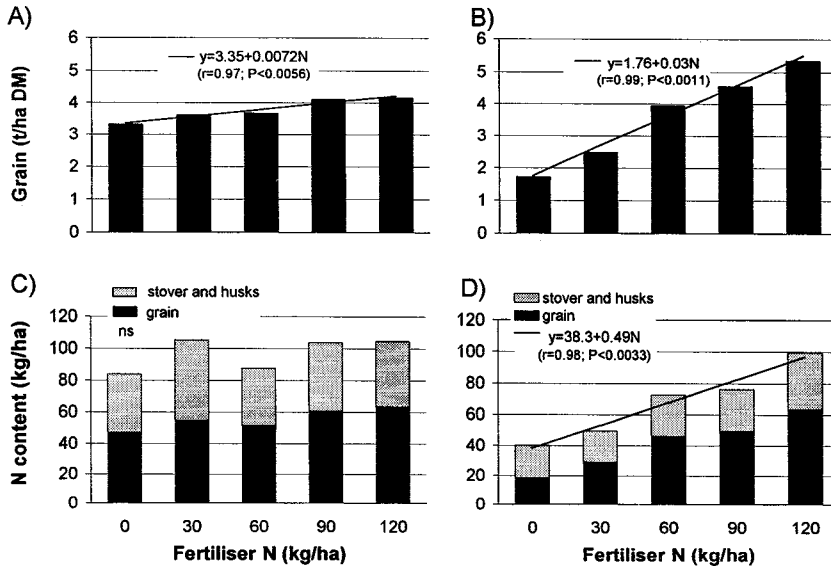 A)
6
5
4
3
2
1
0
Grain (t/ha DM)
y=3.35+0.0072N
(r=0.97; P<0.0056)
B)
6
5
4
3
2
1
0
y=1.76+0.03N
(r=0.99; P<0.0011)
C)
stover and husks
grain
ns
120
100
80
60
40
20
0
N content (kg/ha)
0 30 60 90 120
Fertiliser N (kg/ha)
D)
stover and husks
grain
y=38.3+0.49N
(r=0.98; P<0.0033)
120
100
80
60
40
20
0
0 30 60 90 120
Fertiliser N (kg/ha)